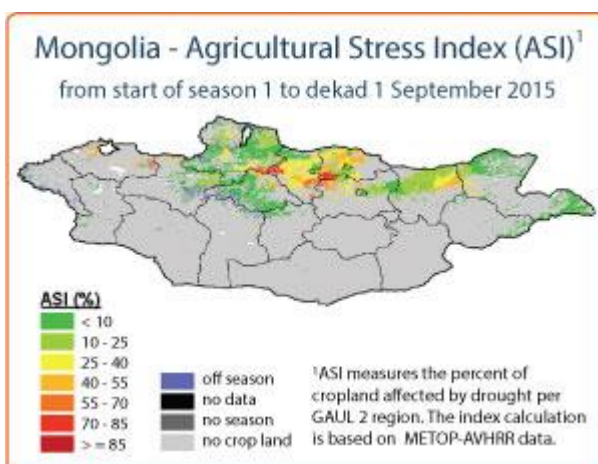 Mongolia - Agricultural Stress Index (ASI)¹
from start of season 1 to dekad 1 September 2015
ASI (%)
< 10
10 - 25
25 - 40
40 - 55
55 - 70
70 - 85
> = 85
off season
no data
no season
no crop land
¹ASI measures the percent of
cropland affected by drought per
GAUL 2 region. The index calculation
is based on METOP-AVHRR data.